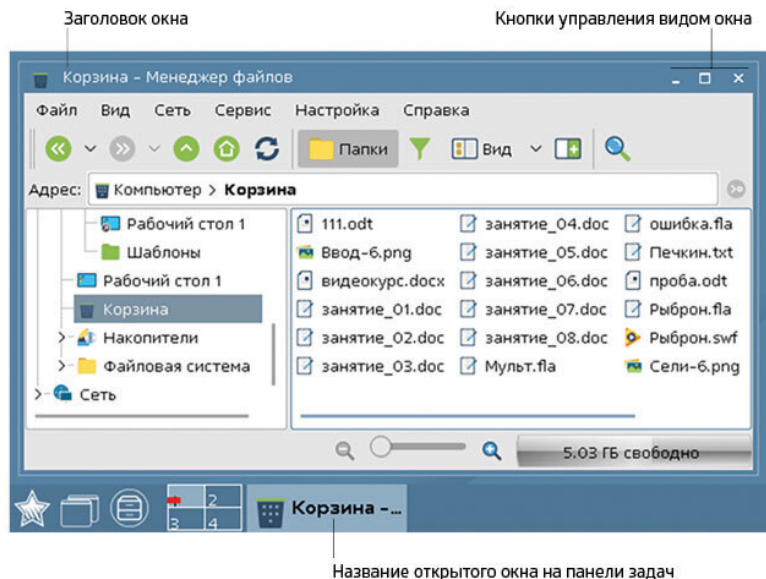 Заголовок окна
Кнопки управления видом окна
Корзина – Менеджер файлов
Файл Вид Сеть Сервис Настройка Справка
Папки Вид
Адрес: Компьютер > Корзина
Рабочий стол 1
Шаблоны
Рабочий стол 1
Корзина
Накопители
Файловая система
Сеть
111.odt
Ввод-6.png
видеокурс.docx
занятие_01.doc
занятие_02.doc
занятие_03.doc
занятие_04.doc
занятие_05.doc
занятие_06.doc
занятие_07.doc
занятие_08.doc
Мульт.fla
ошибка.fla
Печкин.txt
проба.odt
Рыброн.fla
Рыброн.swf
Сели-6.png
5.03 ГБ свободно
2
3 4
Корзина –...
Название открытого окна на панели задач